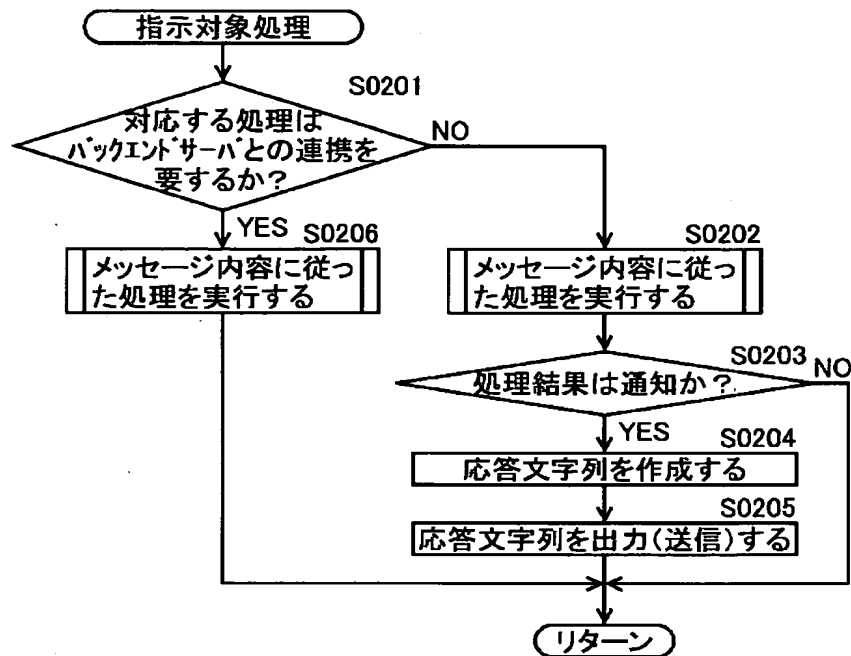 指示対象処理
S0201
対応する処理は
バックエンドサーバとの連携を
要するか?
NO
YES
S0206
メッセージ内容に従っ
た処理を実行する
S0202
メッセージ内容に従っ
た処理を実行する
S0203
処理結果は通知か?
NO
YES
S0204
応答文字列を作成する
S0205
応答文字列を出力(送信)する
リターン